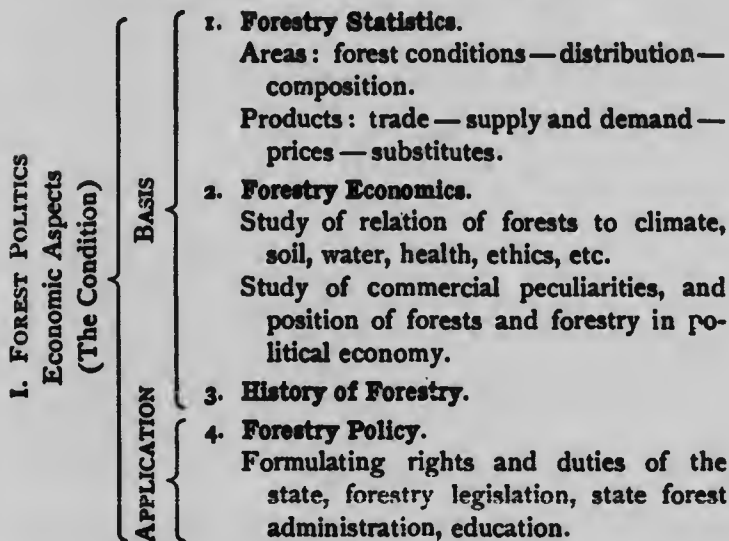 I. FOREST POLITICS
Economic Aspects
(The Condition)
BASIS
1. Forestry Statistics.
Areas: forest conditions—distribution—
composition.
Products: trade—supply and demand—
prices—substitutes.
2. Forestry Economics.
Study of relation of forests to climate,
soil, water, health, ethics, etc.
Study of commercial peculiarities, and
position of forests and forestry in po-
litical economy.
3. History of Forestry.
APPLICATION
4. Forestry Policy.
Formulating rights and duties of the
state, forestry legislation, state forest
administration, education.